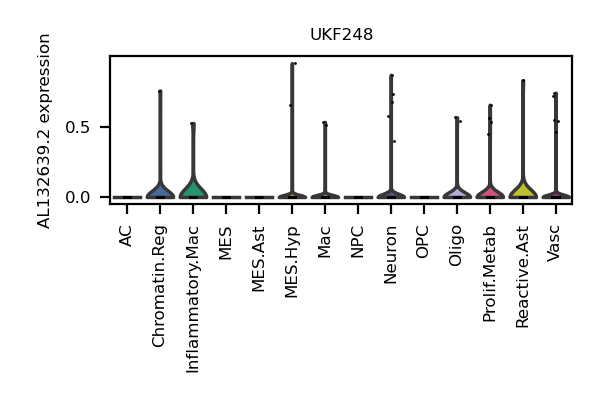 UKF248
AL132639.2 expression
0.5
0.0
AC
Chromatin.Reg
Inflammatory.Mac
MES
MES.Ast
MES.Hyp
Mac
NPC
Neuron
OPC
Oligo
Prolif.Metab
Reactive.Ast
Vasc